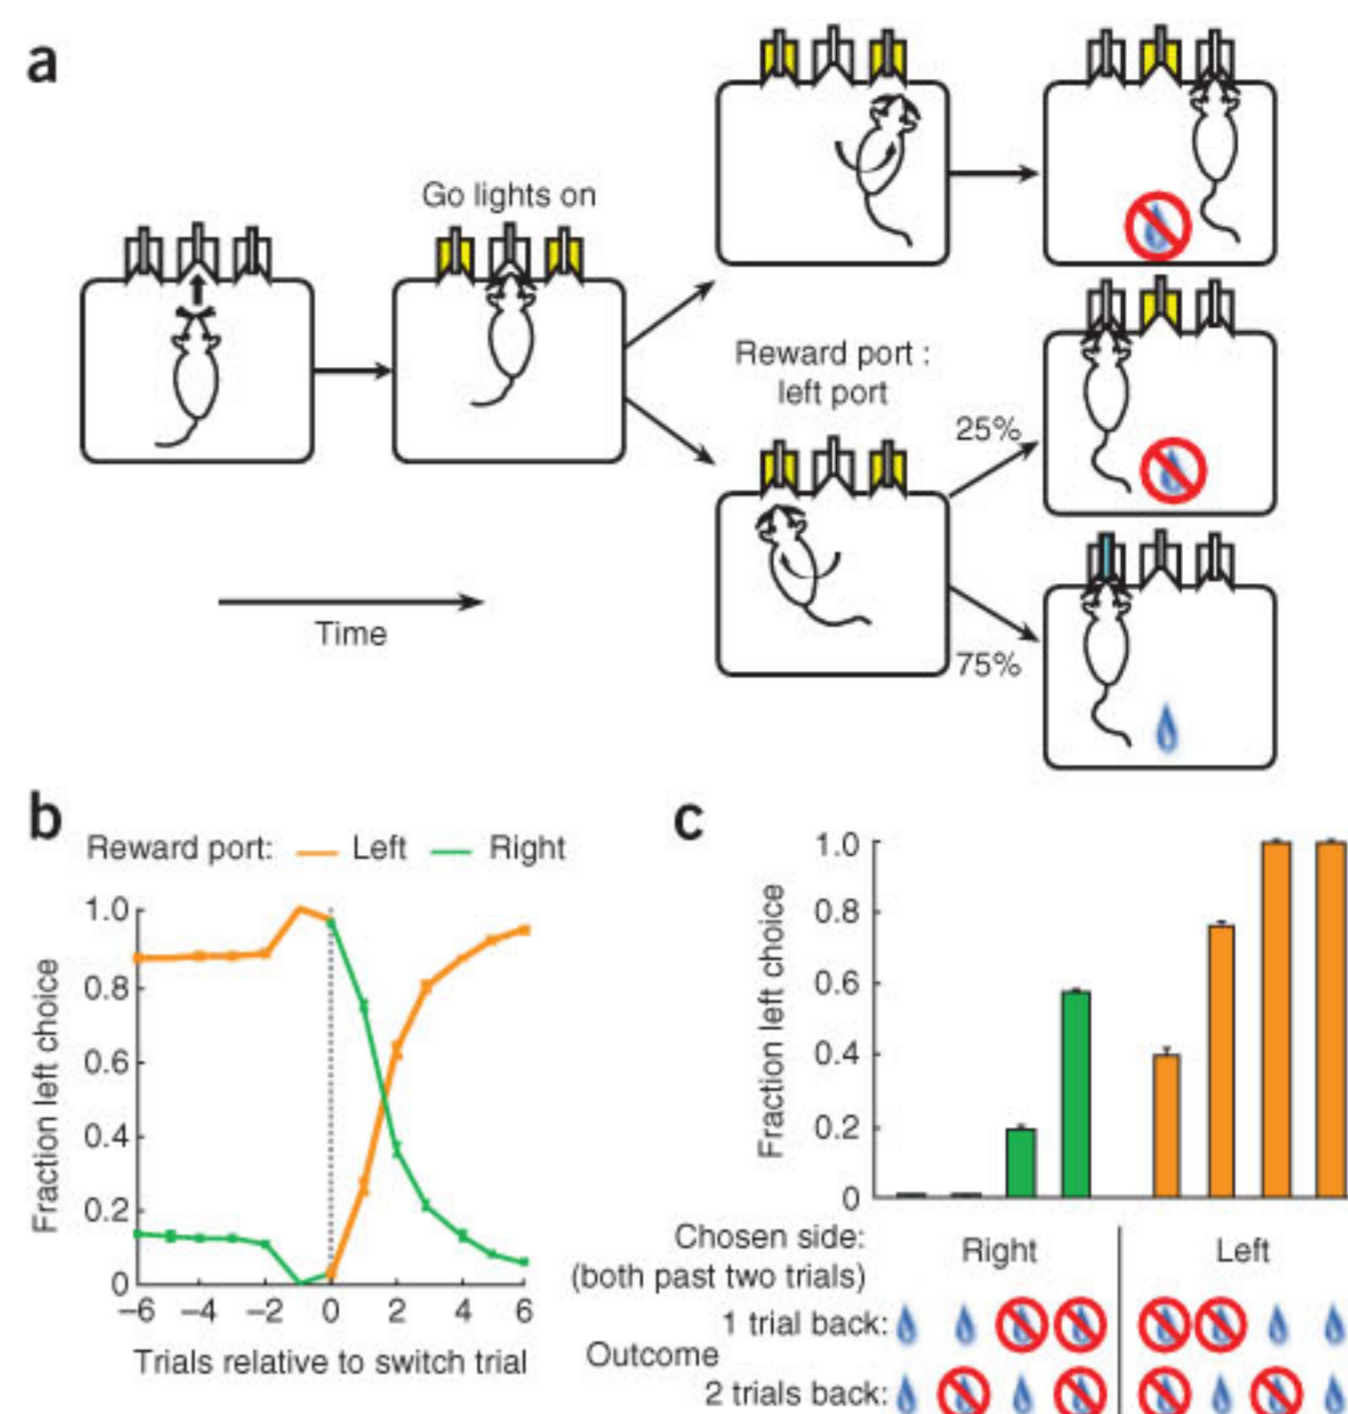 a
Go lights on
Reward port :
left port
25%
75%
Time
b
Reward port: Left Right
Fraction left choice
1.0
0.8
0.6
0.4
0.2
0
–6 –4 –2 0 2 4 6
Trials relative to switch trial
c
Fraction left choice
1.0
0.8
0.6
0.4
0.2
0
Chosen side:
(both past two trials)
Right Left
1 trial back:
Outcome
2 trials back: